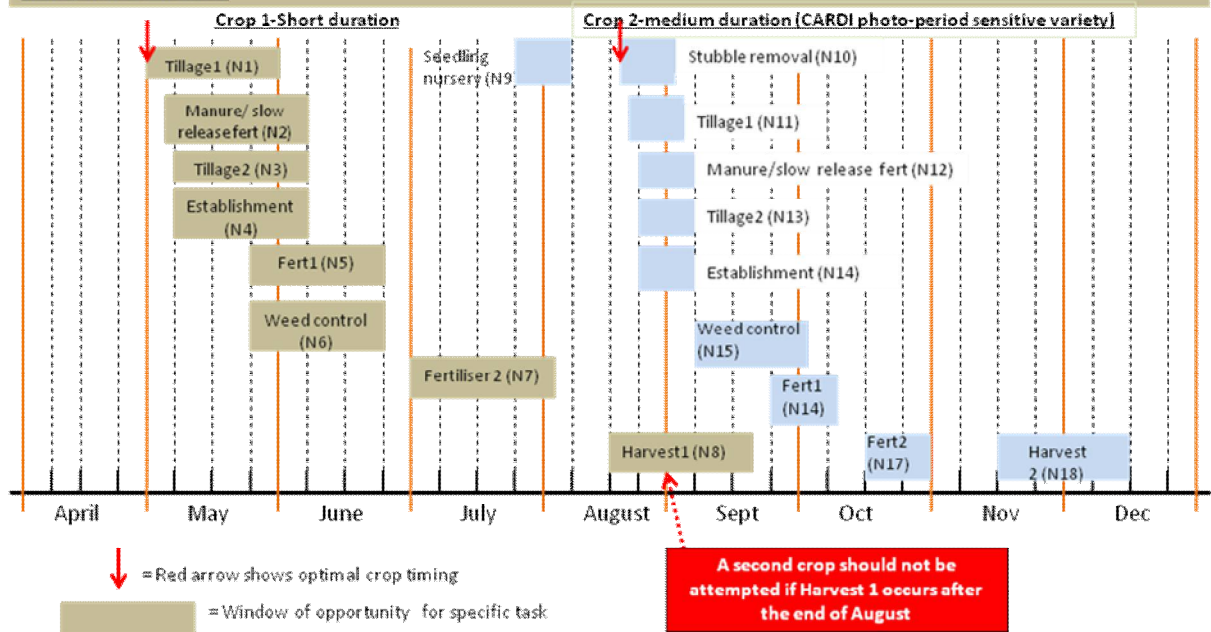 Crop 1-Short duration
Crop 2-medium duration (CARDI photo-period sensitive variety)
Tillage1 (N1)
Manure/ slow
release fert (N2)
Tillage2 (N3)
Establishment
(N4)
Fert1 (N5)
Weed control
(N6)
Fertiliser 2 (N7)
Harvest1 (N8)
Seedling
nursery (N9
Stubble removal (N10)
Tillage1 (N11)
Manure/slow release fert (N12)
Tillage2 (N13)
Establishment (N14)
Weed control
(N15)
Fert1
(N14)
Fert2
(N17)
Harvest
2 (N18)
April
May
June
July
August
Sept
Oct
Nov
Dec
= Red arrow shows optimal crop timing
= Window of opportunity for specific task
A second crop should not be
attempted if Harvest 1 occurs after
the end of August